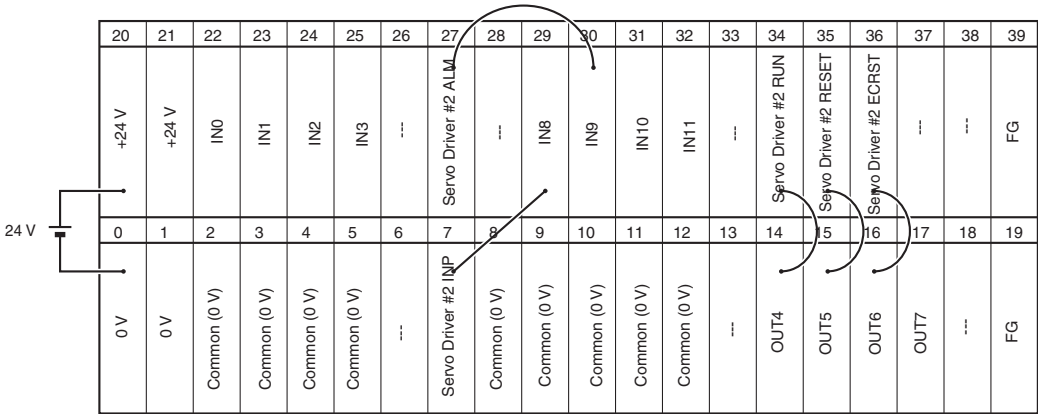 20 21 22 23 24 25 26 27 28 29 30 31 32 33 34 35 36 37 38 39
+24 V
+24 V
IN0
IN1
IN2
IN3
---
Servo Driver #2 ALM
---
IN8
IN9
IN10
IN11
---
Servo Driver #2 RUN
Servo Driver #2 RESET
Servo Driver #2 ECRST
---
---
FG
24 V
0 1 2 3 4 5 6 7 8 9 10 11 12 13 14 15 16 17 18 19
0 V
0 V
Common (0 V)
Common (0 V)
Common (0 V)
Common (0 V)
---
Servo Driver #2 INP
Common (0 V)
Common (0 V)
Common (0 V)
Common (0 V)
Common (0 V)
---
OUT4
OUT5
OUT6
OUT7
---
FG